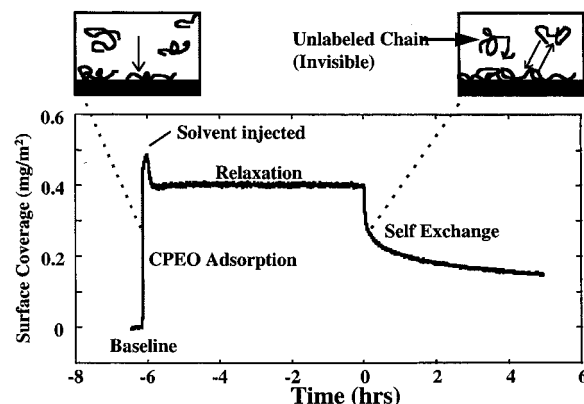 Unlabeled Chain
(Invisible)
Solvent injected
Relaxation
Self Exchange
CPEO Adsorption
Baseline
Surface Coverage (mg/m²)
0.6
0.4
0.2
0
-8
-6
-4
-2
0
2
4
6
Time (hrs)